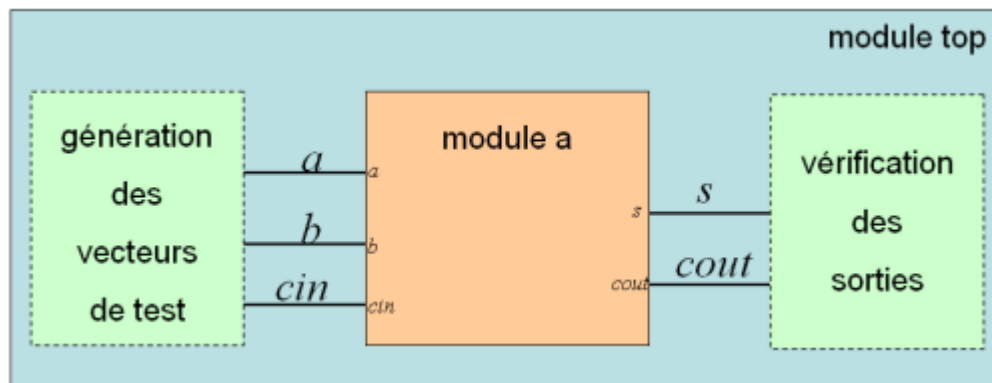 module top
génération
des
vecteurs
de test
a
b
cin
module a
a
b
cin
s
cout
s
cout
vérification
des
sorties